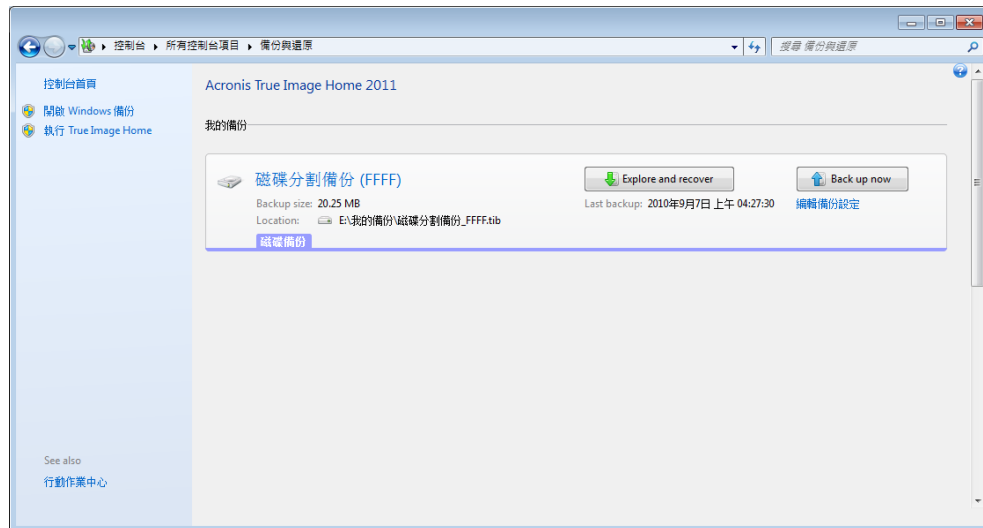 控制台 ▸ 所有控制台項目 ▸ 備份與還原
搜尋 備份與還原
控制台首頁
開啟 Windows 備份
執行 True Image Home
Acronis True Image Home 2011
我的備份
磁碟分割備份 (FFFF)
Explore and recover
Back up now
Backup size: 20.25 MB
Last backup: 2010年9月7日 上午 04:27:30
編輯備份設定
Location: E:\我的備份\磁碟分割備份_FFFF.tib
磁碟備份
See also
行動作業中心